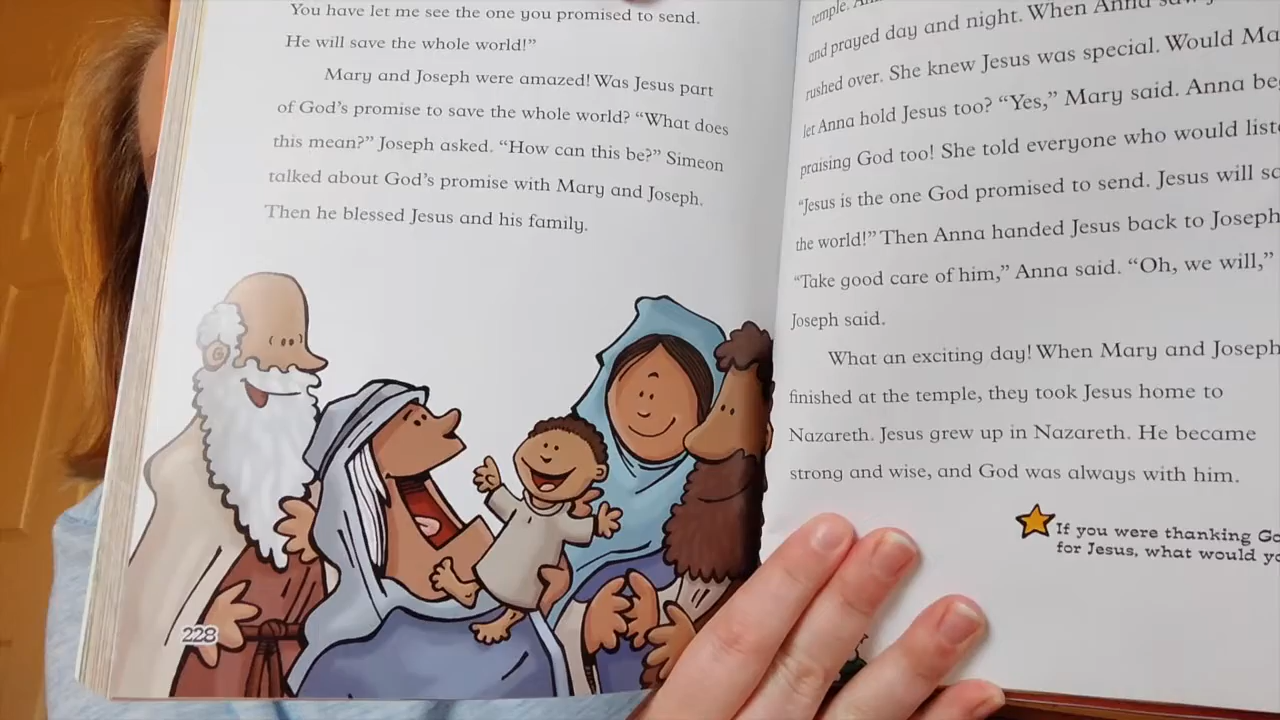 You have let me see the one you promised to send.
He will save the whole world!”
Mary and Joseph were amazed! Was Jesus part
of God’s promise to save the whole world? “What does
this mean?” Joseph asked. “How can this be?” Simeon
talked about God’s promise with Mary and Joseph.
Then he blessed Jesus and his family.
228
temple.
and prayed day and night. When Anna saw
rushed over. She knew Jesus was special. Would
let Anna hold Jesus too? “Yes,” Mary said. Anna
praising God too! She told everyone who would
“Jesus is the one God promised to send. Jesus will
the world!” Then Anna handed Jesus back to Joseph
“Take good care of him,” Anna said. “Oh, we will,”
Joseph said.
What an exciting day! When Mary and Joseph
finished at the temple, they took Jesus home to
Nazareth. Jesus grew up in Nazareth. He became
strong and wise, and God was always with him.
If you were thanking
for Jesus, what would